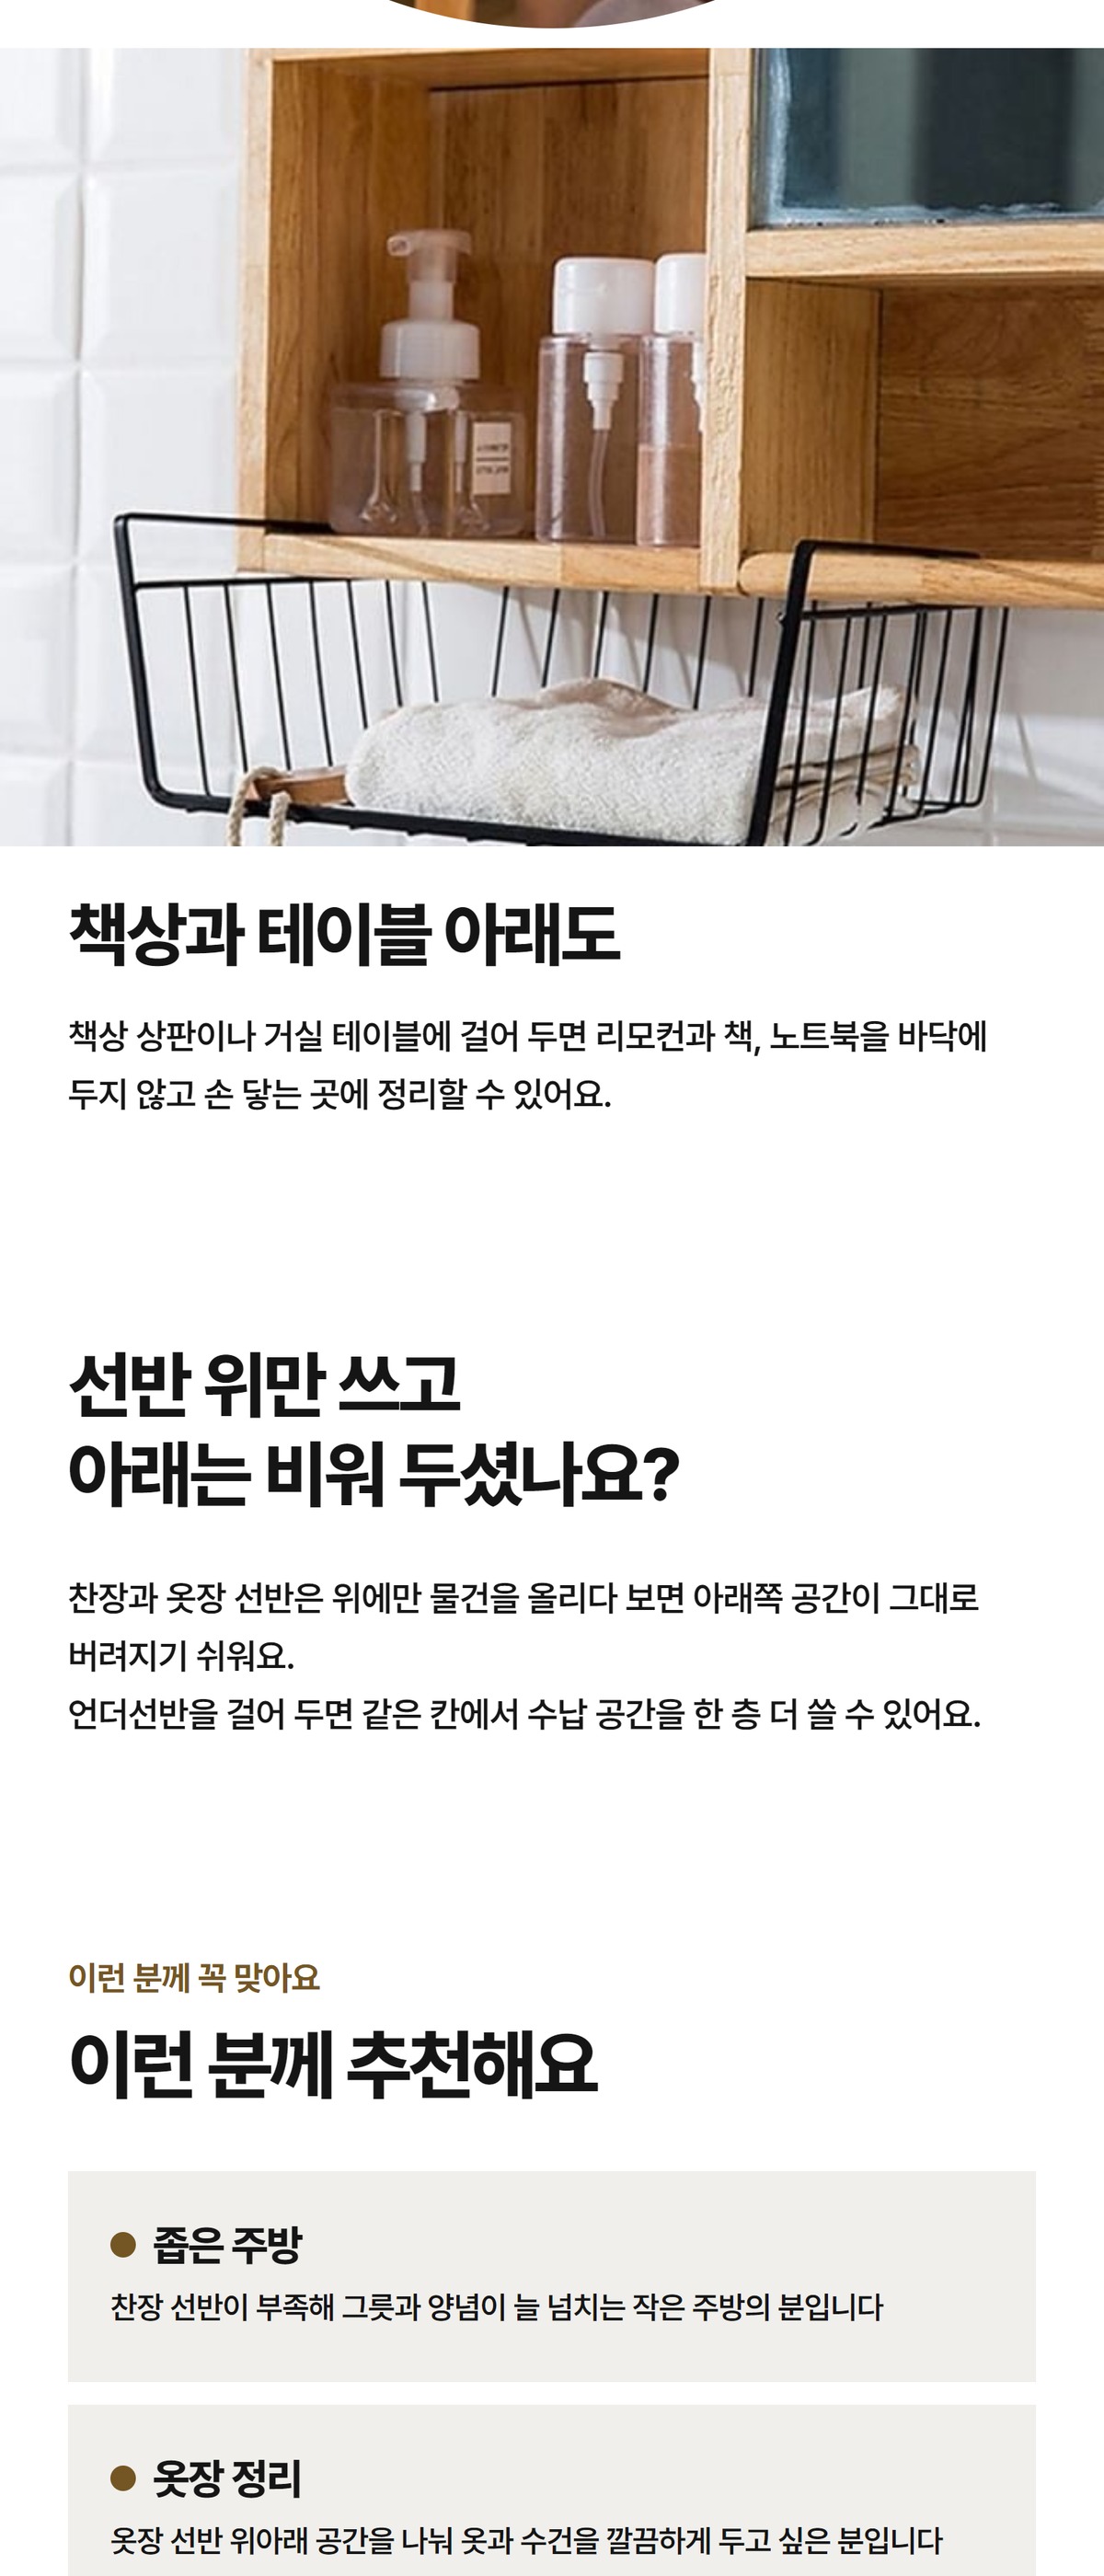 책상과 테이블 아래도
책상 상판이나 거실 테이블에 걸어 두면 리모컨과 책, 노트북을 바닥에
두지 않고 손 닿는 곳에 정리할 수 있어요.
선반 위만 쓰고
아래는 비워 두셨나요?
찬장과 옷장 선반은 위에만 물건을 올리다 보면 아래쪽 공간이 그대로
버려지기 쉬워요.
언더선반을 걸어 두면 같은 칸에서 수납 공간을 한 층 더 쓸 수 있어요.
이런 분께 꼭 맞아요
이런 분께 추천해요
좁은 주방
찬장 선반이 부족해 그릇과 양념이 늘 넘치는 작은 주방의 분입니다
옷장 정리
옷장 선반 위아래 공간을 나눠 옷과 수건을 깔끔하게 두고 싶은 분입니다